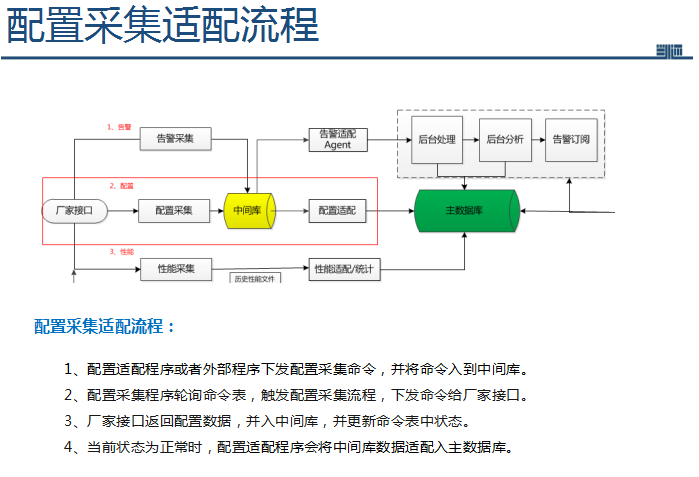 配置采集适配流程
1、告警
告警采集
告警适配
Agent
后台处理
后台分析
告警订阅
2、配置
厂家接口
配置采集
中间库
配置适配
主数据库
3、性能
性能采集
历史性能文件
性能适配/统计
配置采集适配流程：
1、配置适配程序或者外部程序下发配置采集命令，并将命令入到中间库。
2、配置采集程序轮询命令表，触发配置采集流程，下发命令给厂家接口。
3、厂家接口返回配置数据，并入中间库，并更新命令表中状态。
4、当前状态为正常时，配置适配程序会将中间库数据适配入主数据库。